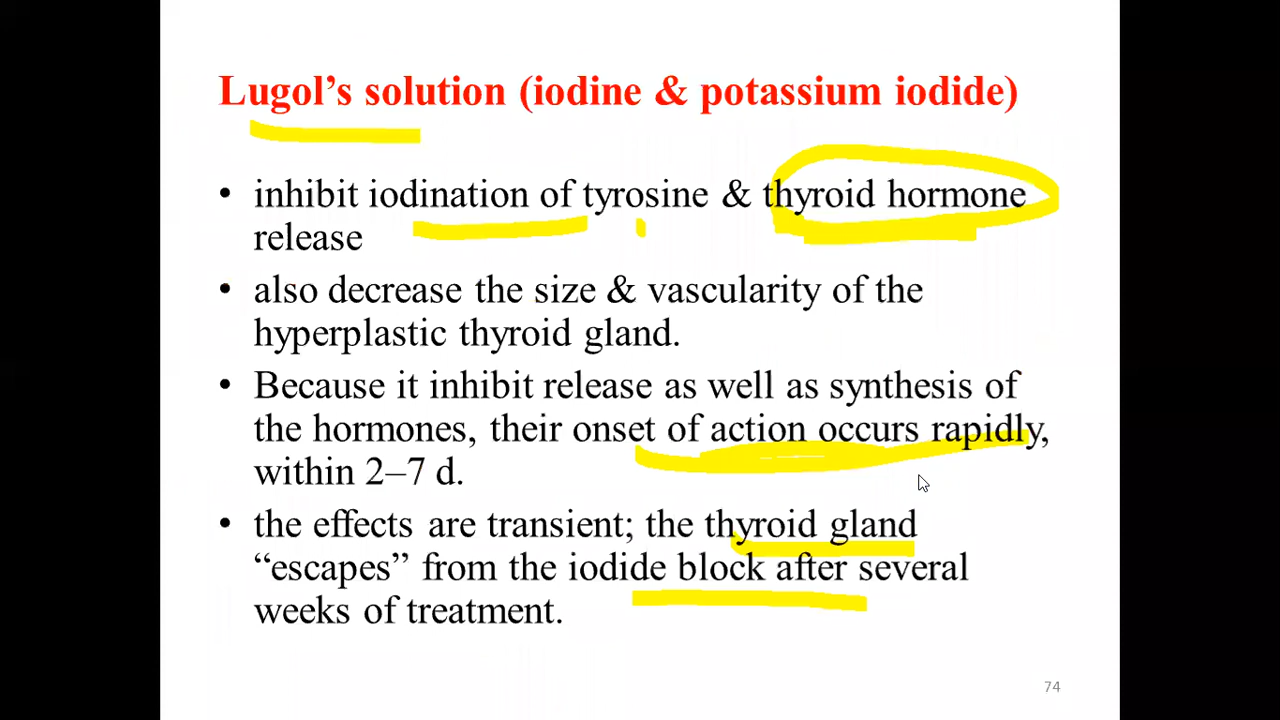 Lugol’s solution (iodine & potassium iodide)
• inhibit iodination of tyrosine & thyroid hormone
release
• also decrease the size & vascularity of the
hyperplastic thyroid gland.
• Because it inhibit release as well as synthesis of
the hormones, their onset of action occurs rapidly,
within 2–7 d.
• the effects are transient; the thyroid gland
“escapes” from the iodide block after several
weeks of treatment.
74